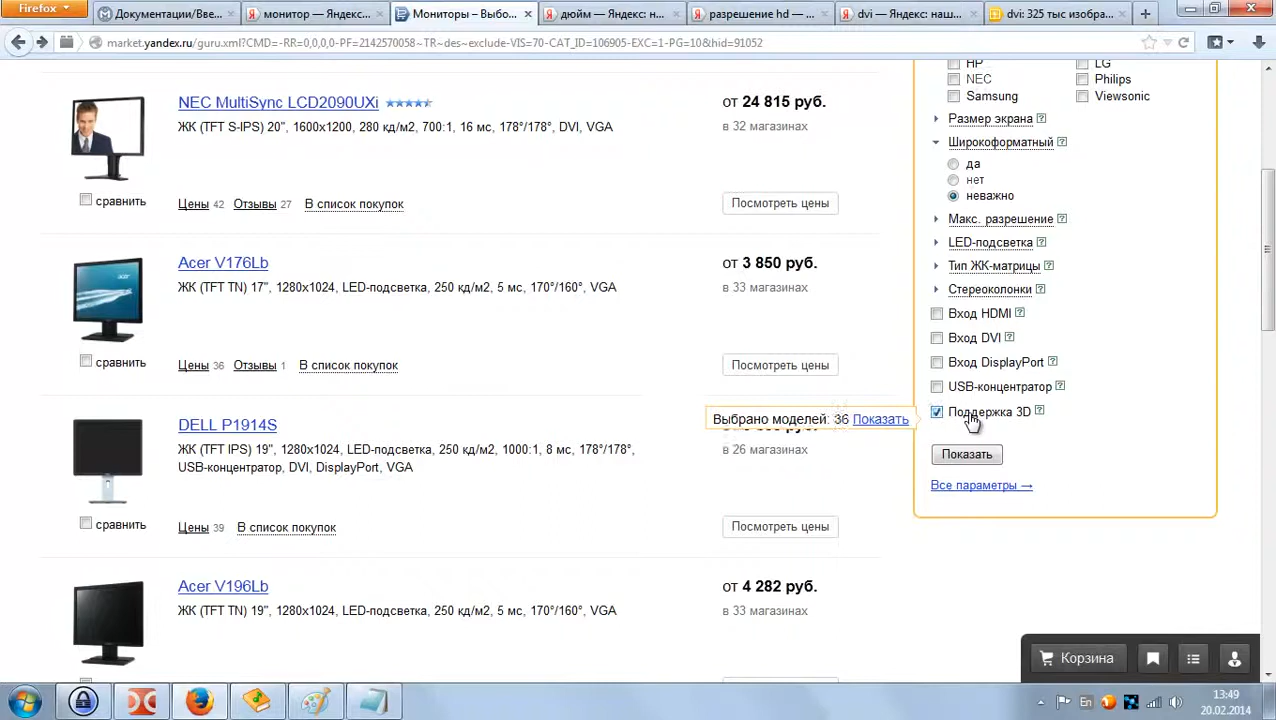 Firefox
Документации/Вве...
монитор — Яндекс...
Мониторы – Выбо...
дюйм — Яндекс: н...
разрешение hd — ...
dvi — Яндекс: наш...
dvi: 325 тыс изобра...
market.yandex.ru/guru.xml?CMD=-RR=0,0,0,0-PF=2142570058~TR~des~exclude-VIS=70-CAT_ID=106905-EXC=1-PG=10&hid=91052
NEC MultiSync LCD2090UXi
ЖК (TFT S-IPS) 20", 1600x1200, 280 кд/м2, 700:1, 16 мс, 178°/178°, DVI, VGA
от 24 815 руб.
в 32 магазинах
сравнить
Цены 42 Отзывы 27 В список покупок
Посмотреть цены
Acer V176Lb
ЖК (TFT TN) 17", 1280x1024, LED-подсветка, 250 кд/м2, 5 мс, 170°/160°, VGA
от 3 850 руб.
в 33 магазинах
сравнить
Цены 36 Отзывы 1 В список покупок
Посмотреть цены
DELL P1914S
ЖК (TFT IPS) 19", 1280x1024, LED-подсветка, 250 кд/м2, 1000:1, 8 мс, 178°/178°,
USB-концентратор, DVI, DisplayPort, VGA
в 26 магазинах
сравнить
Цены 39 В список покупок
Посмотреть цены
Acer V196Lb
ЖК (TFT TN) 19", 1280x1024, LED-подсветка, 250 кд/м2, 5 мс, 170°/160°, VGA
от 4 282 руб.
в 33 магазинах
HP LG
NEC Philips
Samsung Viewsonic
Размер экрана
Широкоформатный
да
нет
неважно
Макс. разрешение
LED-подсветка
Тип ЖК-матрицы
Стереоколонки
Вход HDMI
Вход DVI
Вход DisplayPort
USB-концентратор
Поддержка 3D
Выбрано моделей: 36 Показать
Показать
Все параметры →
Корзина
En
13:49
20.02.2014